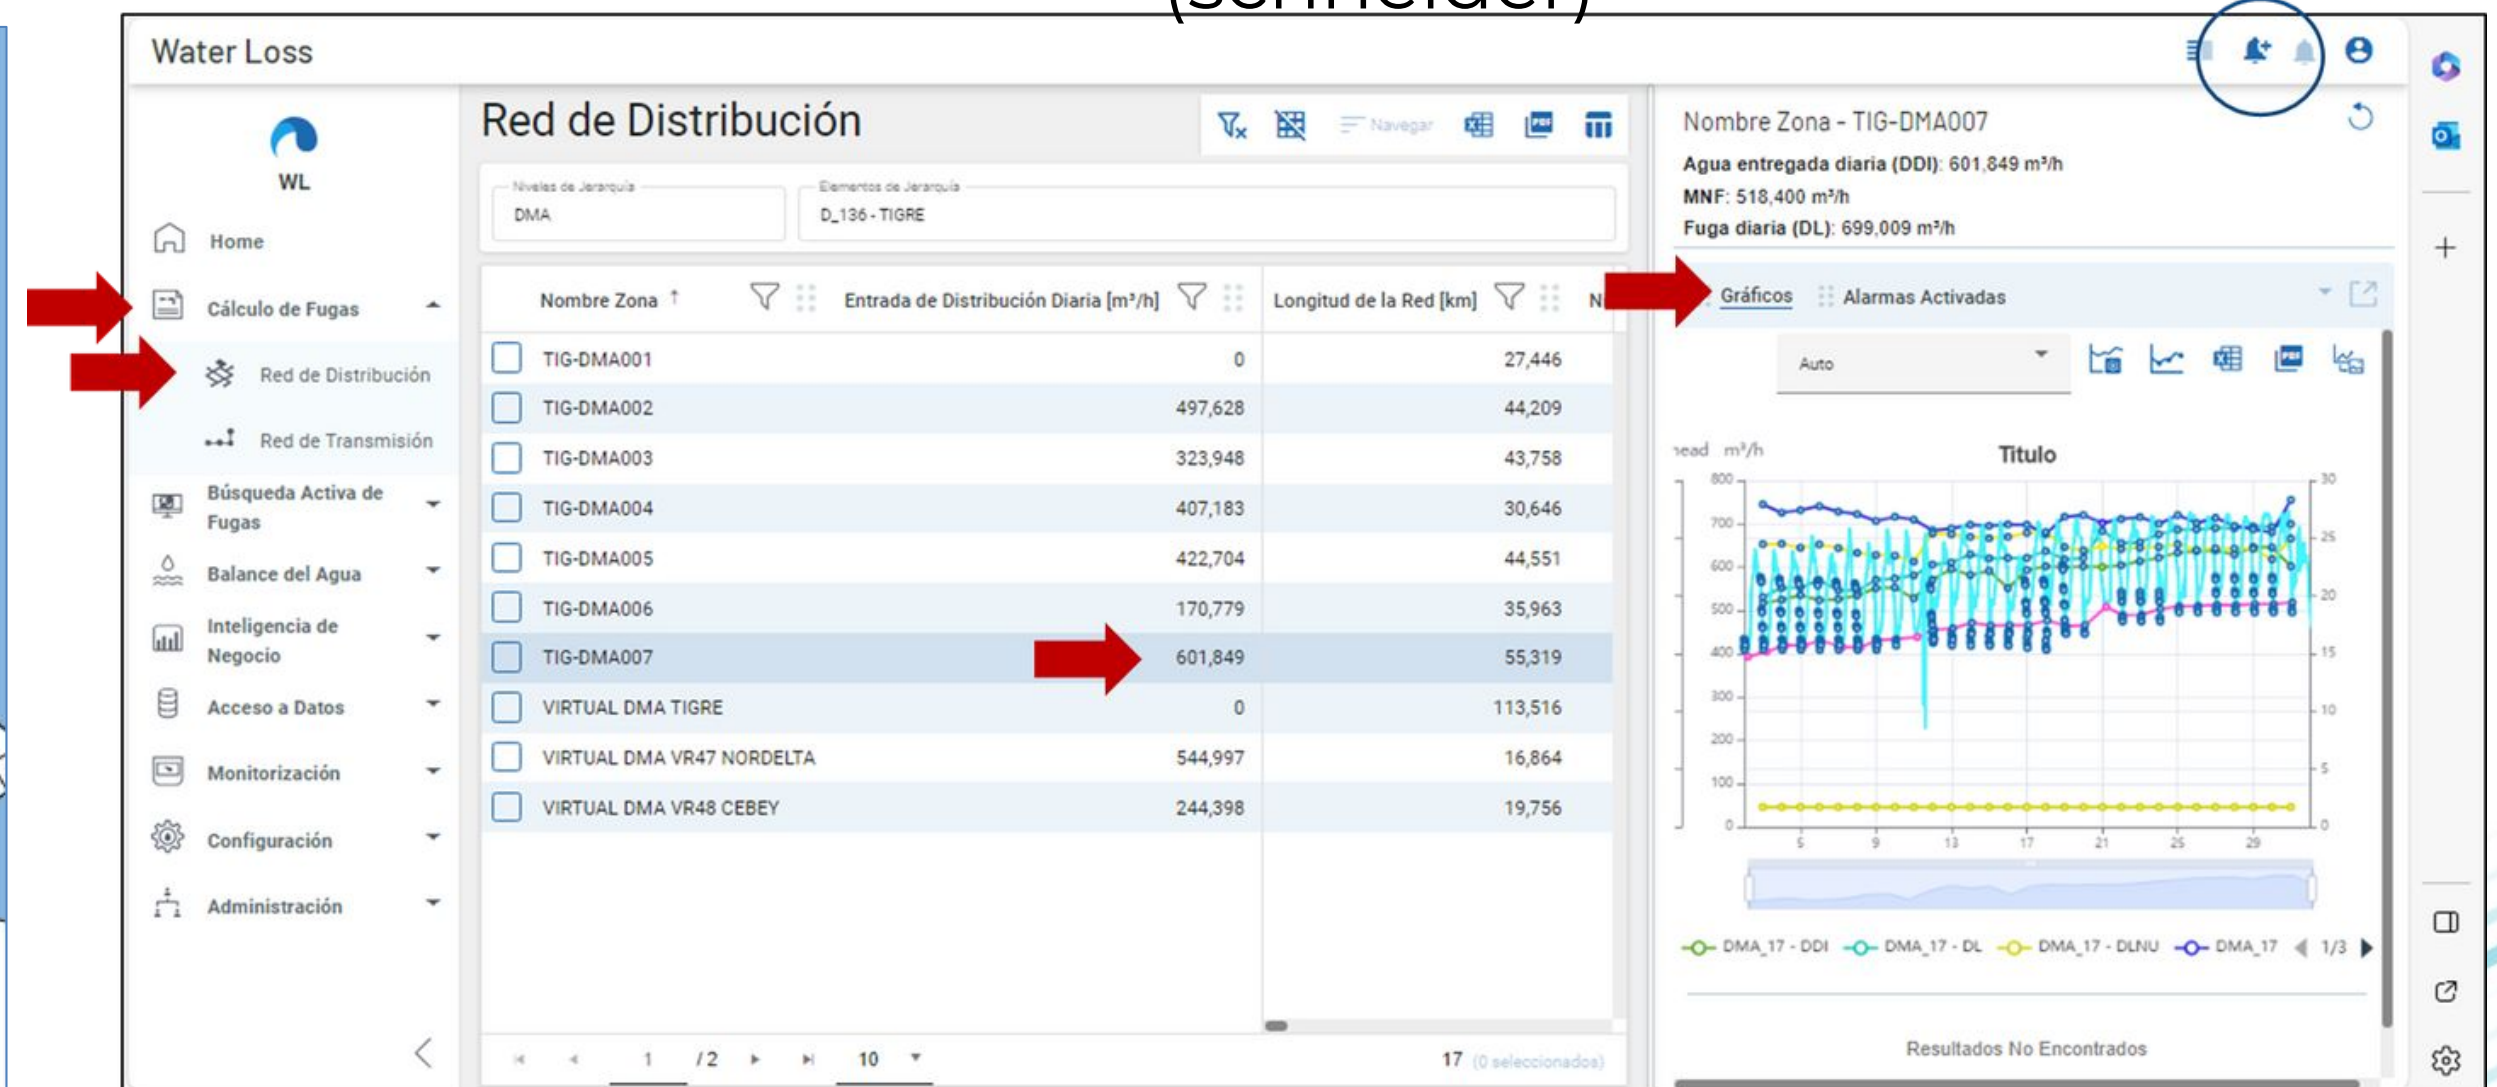 (schneider)
Water Loss
WL
Home
Cálculo de Fugas
Red de Distribución
Red de Transmisión
Búsqueda Activa de
Fugas
Balance del Agua
Inteligencia de
Negocio
Acceso a Datos
Monitorización
Configuración
Administración
Red de Distribución
Navegar
PDF
Niveles de Jerarquía
DMA
Elementos de Jerarquía
D_136 - TIGRE
Nombre Zona ↑ Entrada de Distribución Diaria [m³/h] Longitud de la Red [km]
TIG-DMA001 0 27,446
TIG-DMA002 497,628 44,209
TIG-DMA003 323,948 43,758
TIG-DMA004 407,183 30,646
TIG-DMA005 422,704 44,551
TIG-DMA006 170,779 35,963
TIG-DMA007 601,849 55,319
VIRTUAL DMA TIGRE 0 113,516
VIRTUAL DMA VR47 NORDELTA 544,997 16,864
VIRTUAL DMA VR48 CEBEY 244,398 19,756
1 / 2 10 17 (0 seleccionados)
Nombre Zona - TIG-DMA007
Agua entregada diaria (DDI): 601,849 m³/h
MNF: 518,400 m³/h
Fuga diaria (DL): 699,009 m³/h
Gráficos Alarmas Activadas
Auto
PDF
m³/h Titulo
800 30
700
25
600
20
500
400 15
300
10
200
5
100
0 0
5 9 13 17 21 25 29
DMA_17 - DDI DMA_17 - DL DMA_17 - DLNU DMA_17 1/3
Resultados No Encontrados